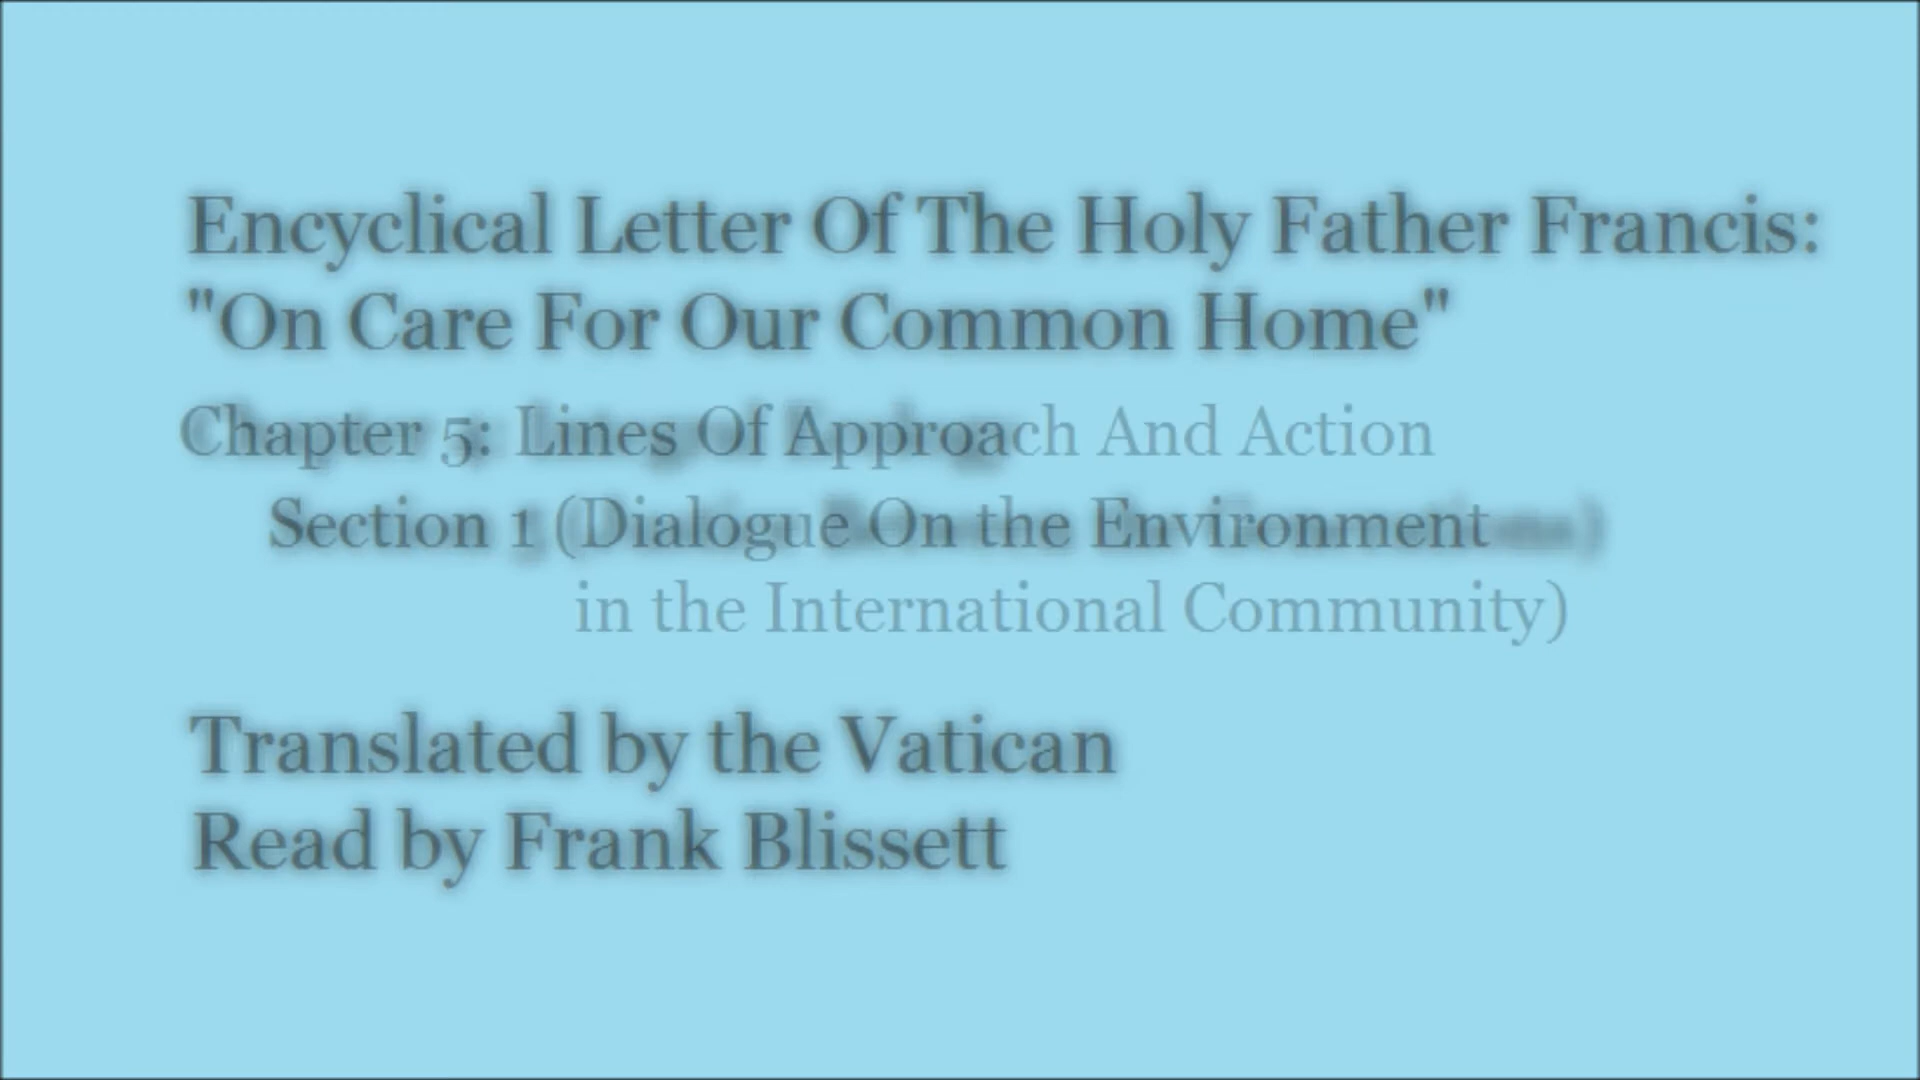 Encyclical Letter Of The Holy Father Francis:
"On Care For Our Common Home"
Chapter 5: Lines Of Approach And Action
Section 1 (Dialogue On the Environment
in the International Community)
Translated by the Vatican
Read by Frank Blissett